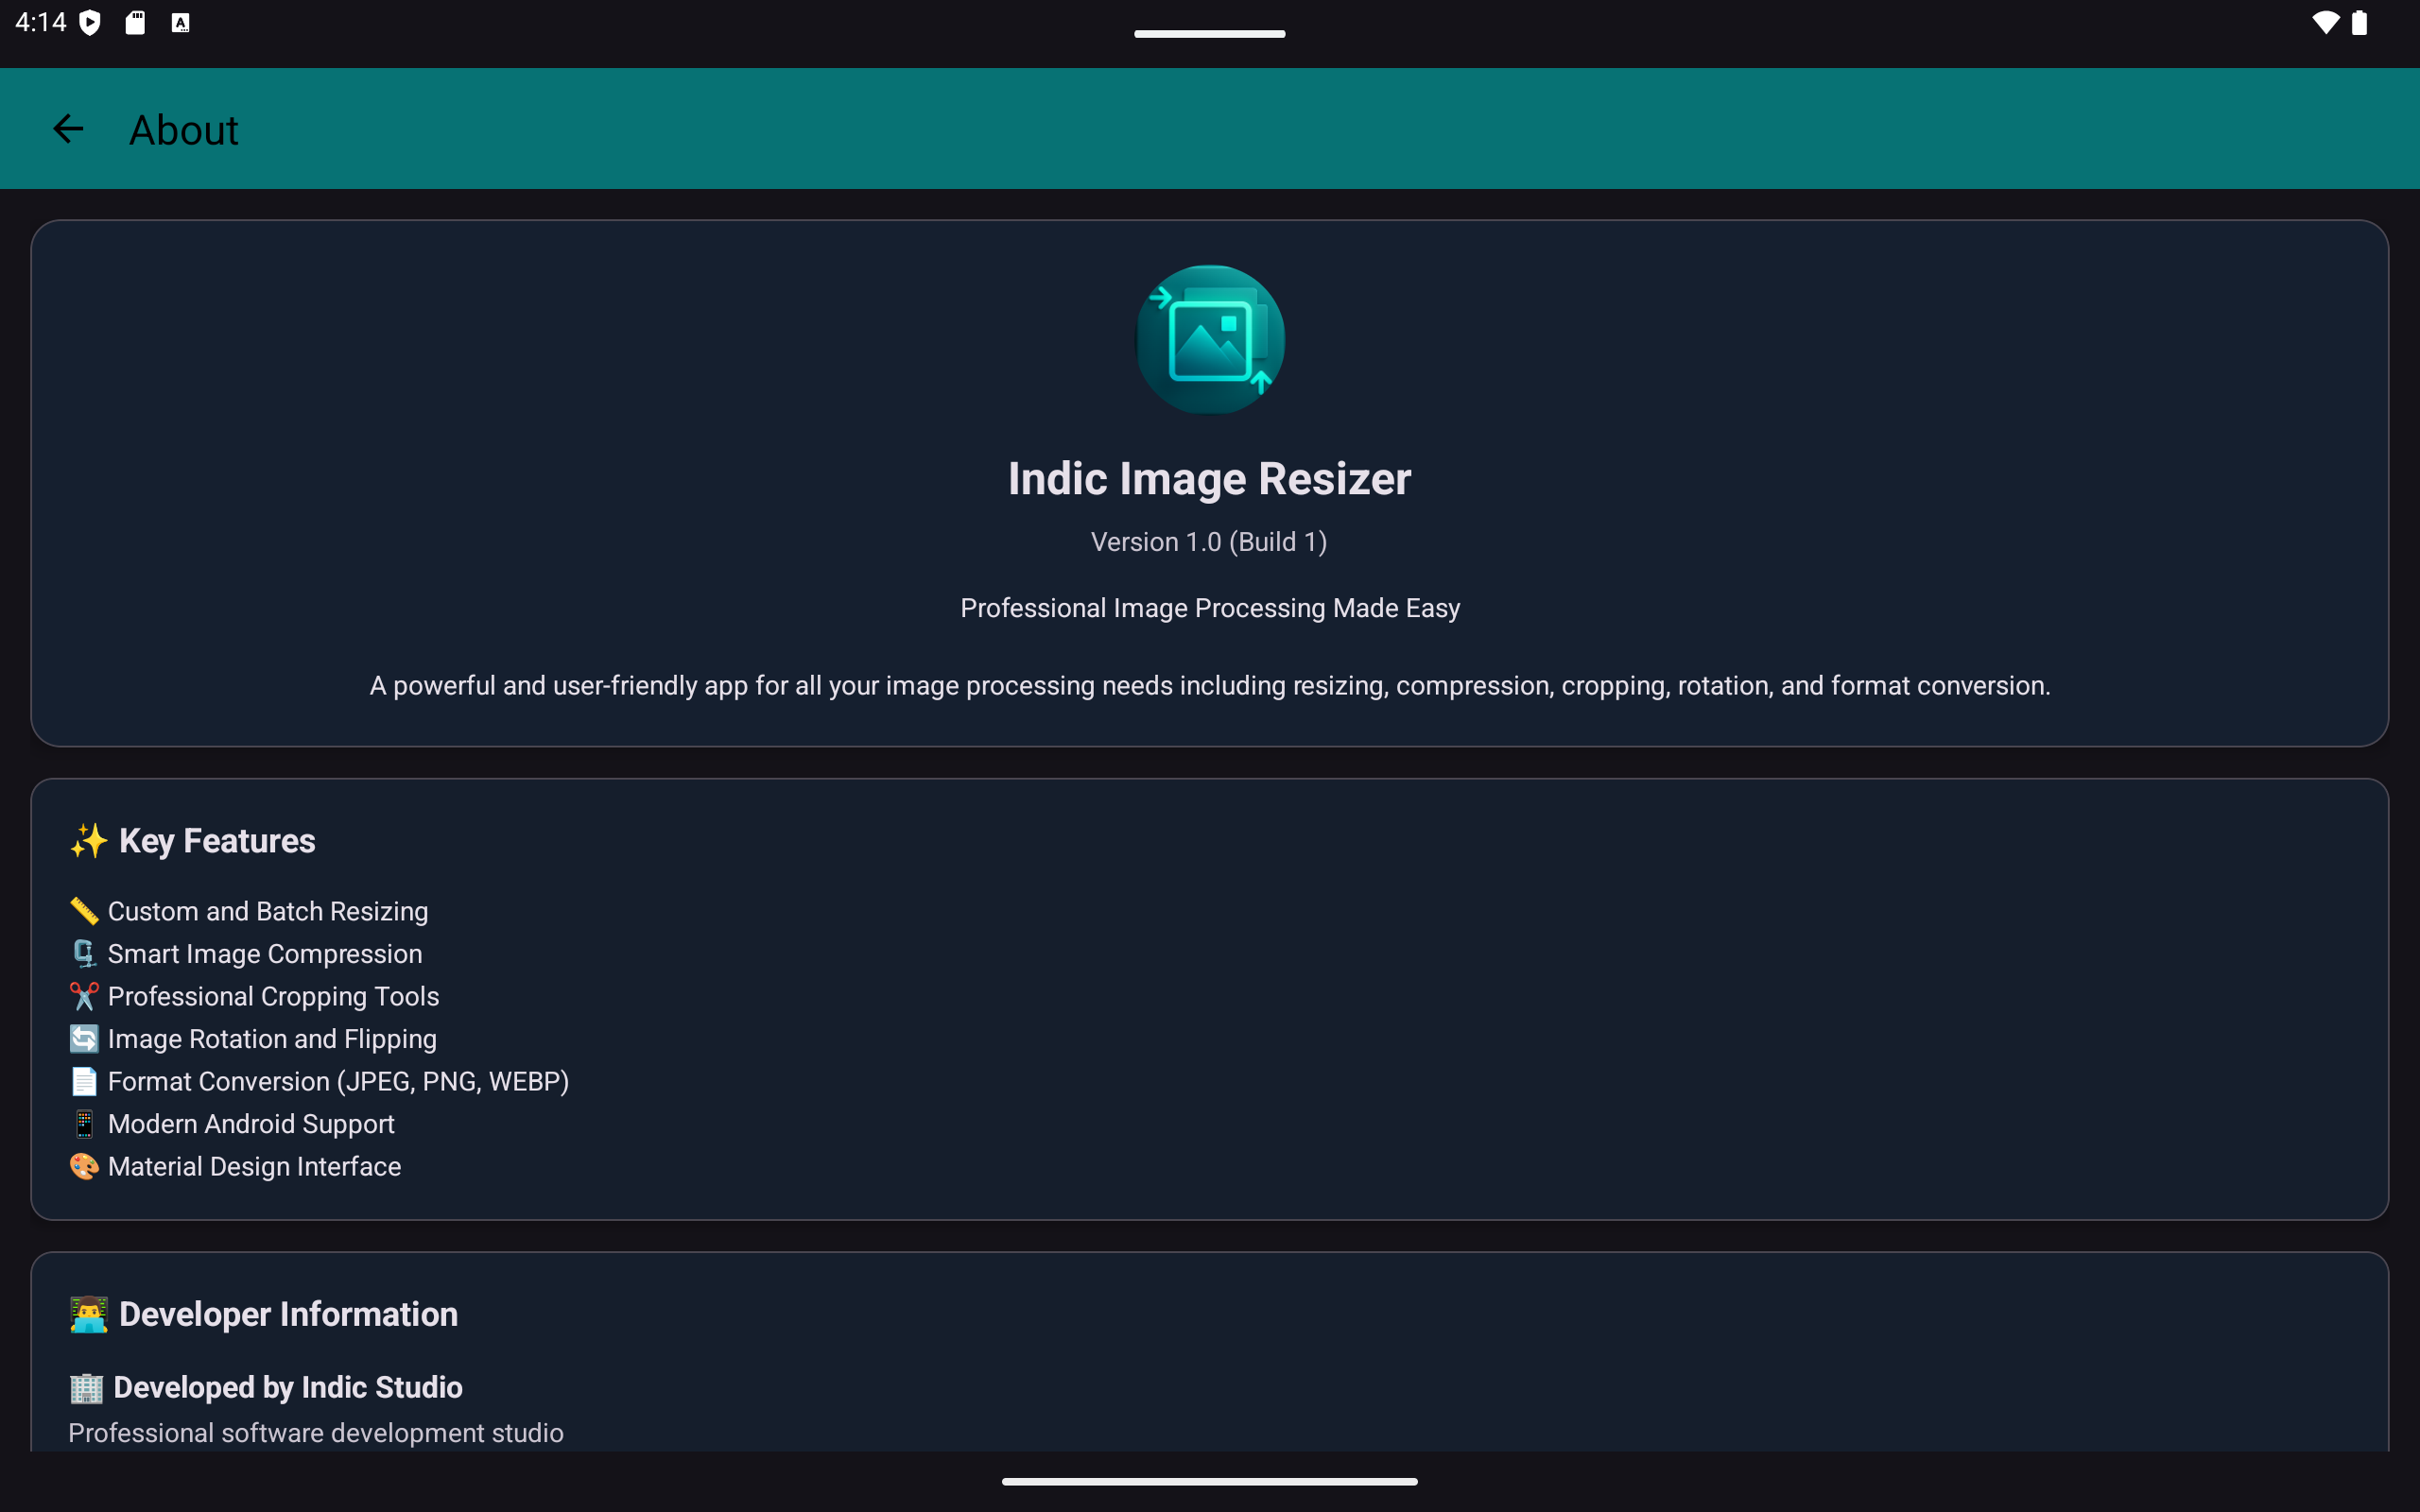 4:14
About
Indic Image Resizer
Version 1.0 (Build 1)
Professional Image Processing Made Easy
A powerful and user-friendly app for all your image processing needs including resizing, compression, cropping, rotation, and format conversion.
✨ Key Features
📏 Custom and Batch Resizing
🗜️ Smart Image Compression
✂️ Professional Cropping Tools
🔄 Image Rotation and Flipping
📄 Format Conversion (JPEG, PNG, WEBP)
📱 Modern Android Support
🎨 Material Design Interface
👨‍💻 Developer Information
🏢 Developed by Indic Studio
Professional software development studio